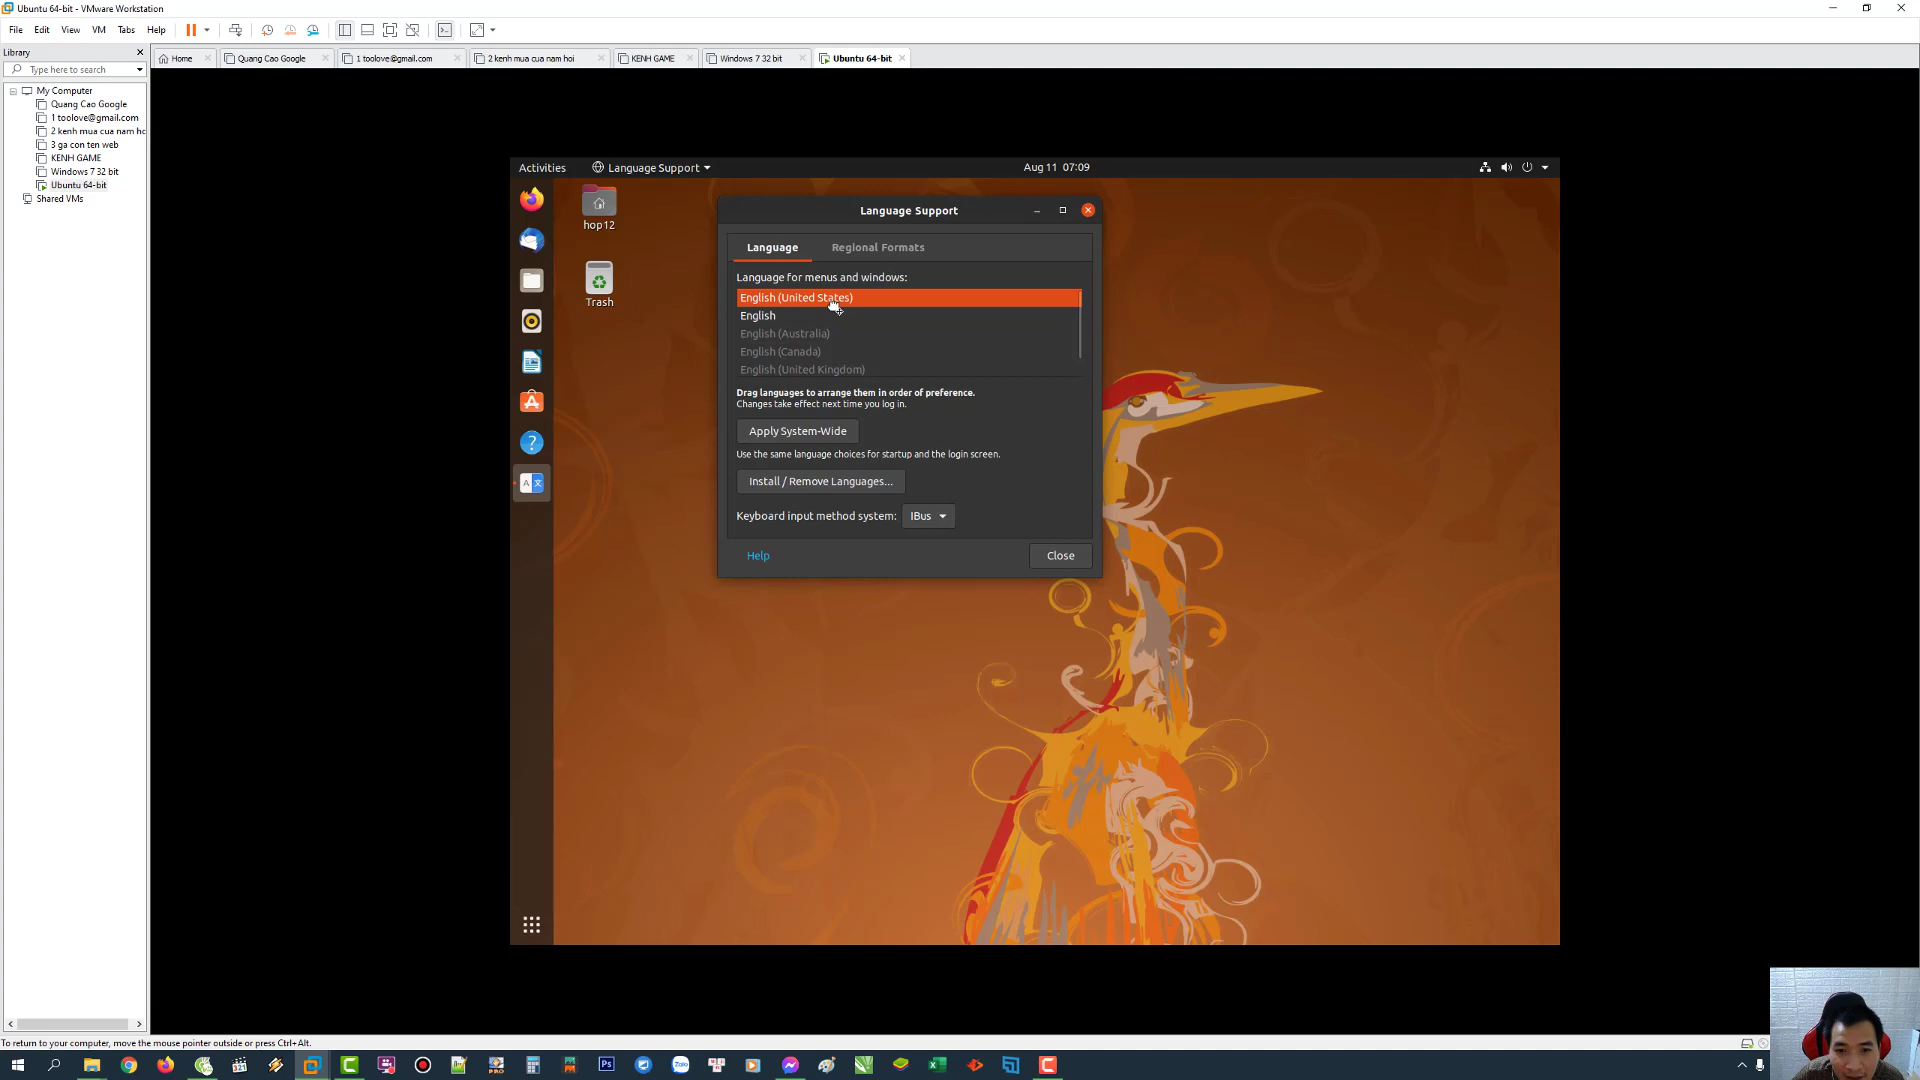 Ubuntu 64-bit - VMware Workstation
File Edit View VM Tabs Help
Library
Type here to search
Home
Quang Cao Google
1 toolove@gmail.com
2 kenh mua cua nam hoi
KENH GAME
Windows 7 32 bit
Ubuntu 64-bit
My Computer
Quang Cao Google
1 toolove@gmail.com
2 kenh mua cua nam ho
3 ga con ten web
KENH GAME
Windows 7 32 bit
Ubuntu 64-bit
Shared VMs
Activities
Language Support
Aug 11 07:09
hop12
Trash
Language Support
Language Regional Formats
Language for menus and windows:
English (United States)
English
English (Australia)
English (Canada)
English (United Kingdom)
Drag languages to arrange them in order of preference.
Changes take effect next time you log in.
Apply System-Wide
Use the same language choices for startup and the login screen.
Install / Remove Languages...
Keyboard input method system: IBus
Help
Close
To return to your computer, move the mouse pointer outside or press Ctrl+Alt.